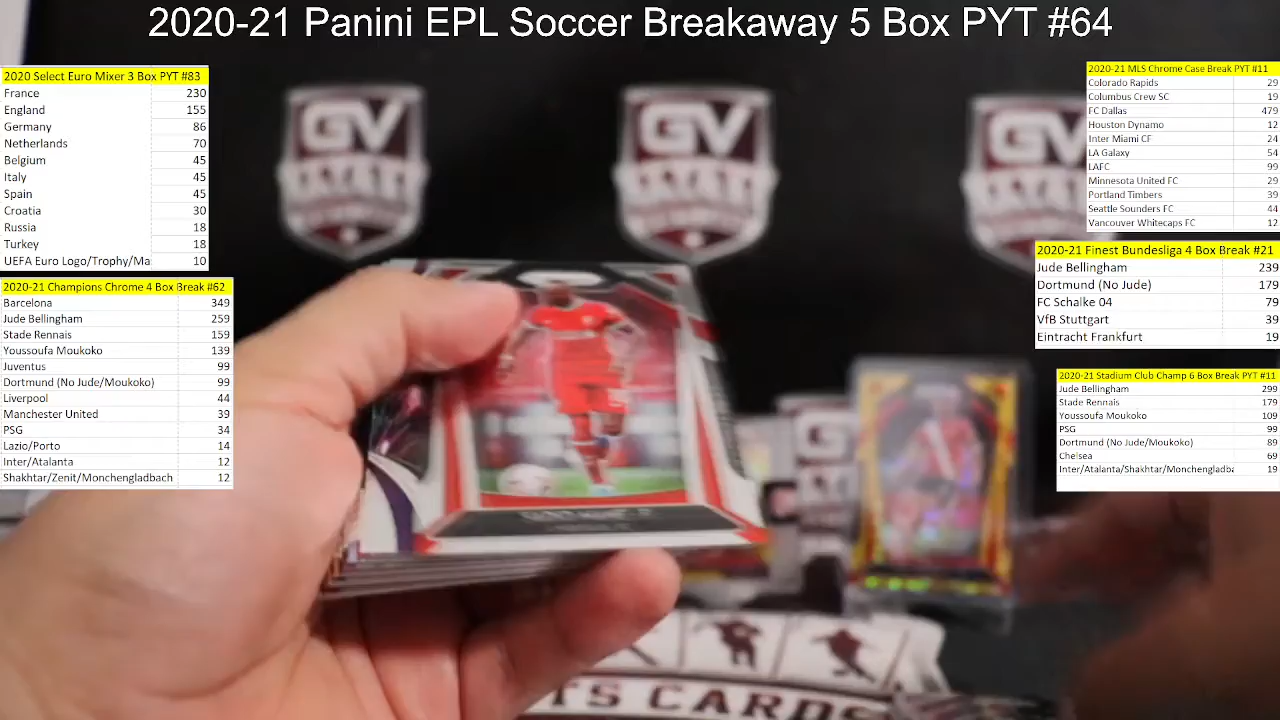 2020-21 Panini EPL Soccer Breakaway 5 Box PYT #64
2020 Select Euro Mixer 3 Box PYT #83
France 230
England 155
Germany 86
Netherlands 70
Belgium 45
Italy 45
Spain 45
Croatia 30
Russia 18
Turkey 18
UEFA Euro Logo/Trophy/Ma 10
2020-21 Champions Chrome 4 Box Break #62
Barcelona 349
Jude Bellingham 259
Stade Rennais 159
Youssoufa Moukoko 139
Juventus 99
Dortmund (No Jude/Moukoko) 99
Liverpool 44
Manchester United 39
PSG 34
Lazio/Porto 14
Inter/Atalanta 12
Shakhtar/Zenit/Monchengladbach 12
2020-21 MLS Chrome Case Break PYT #11
Colorado Rapids 29
Columbus Crew SC 19
FC Dallas 479
Houston Dynamo 12
Inter Miami CF 24
LA Galaxy 54
LAFC 99
Minnesota United FC 29
Portland Timbers 39
Seattle Sounders FC 44
Vancouver Whitecaps FC 12
2020-21 Finest Bundesliga 4 Box Break #21
Jude Bellingham 239
Dortmund (No Jude) 179
FC Schalke 04 79
VfB Stuttgart 39
Eintracht Frankfurt 19
2020-21 Stadium Club Champ 6 Box Break PYT #11
Jude Bellingham 299
Stade Rennais 179
Youssoufa Moukoko 109
PSG 99
Dortmund (No Jude/Moukoko) 89
Chelsea 69
Inter/Atalanta/Shakhtar/Monchengladba 19
GV
GV
GV
TS CARDS